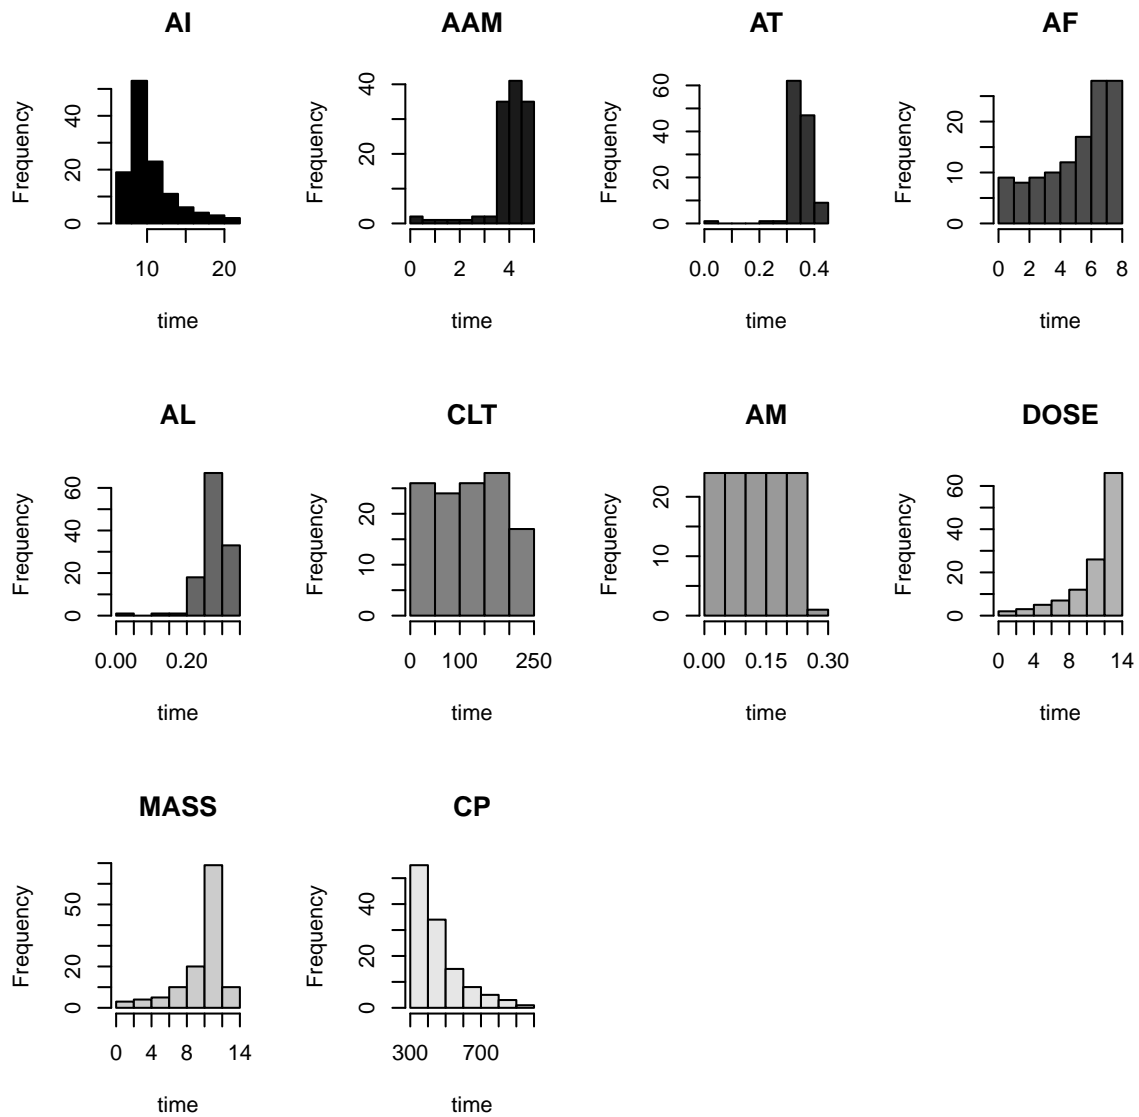 AI
AAM
AT
AF
Frequency
0
20
40
10
20
time
Frequency
0
20
40
0
2
4
time
Frequency
0
20
40
60
0.0
0.2
0.4
time
Frequency
0
10
20
0
2
4
6
8
time
AL
CLT
AM
DOSE
Frequency
0
20
40
60
0.00
0.20
time
Frequency
0
10
20
0
100
250
time
Frequency
0
10
20
0.00
0.15
0.30
time
Frequency
0
20
40
60
0
4
8
14
time
MASS
CP
Frequency
0
20
50
0
4
8
14
time
Frequency
0
20
40
300
700
time